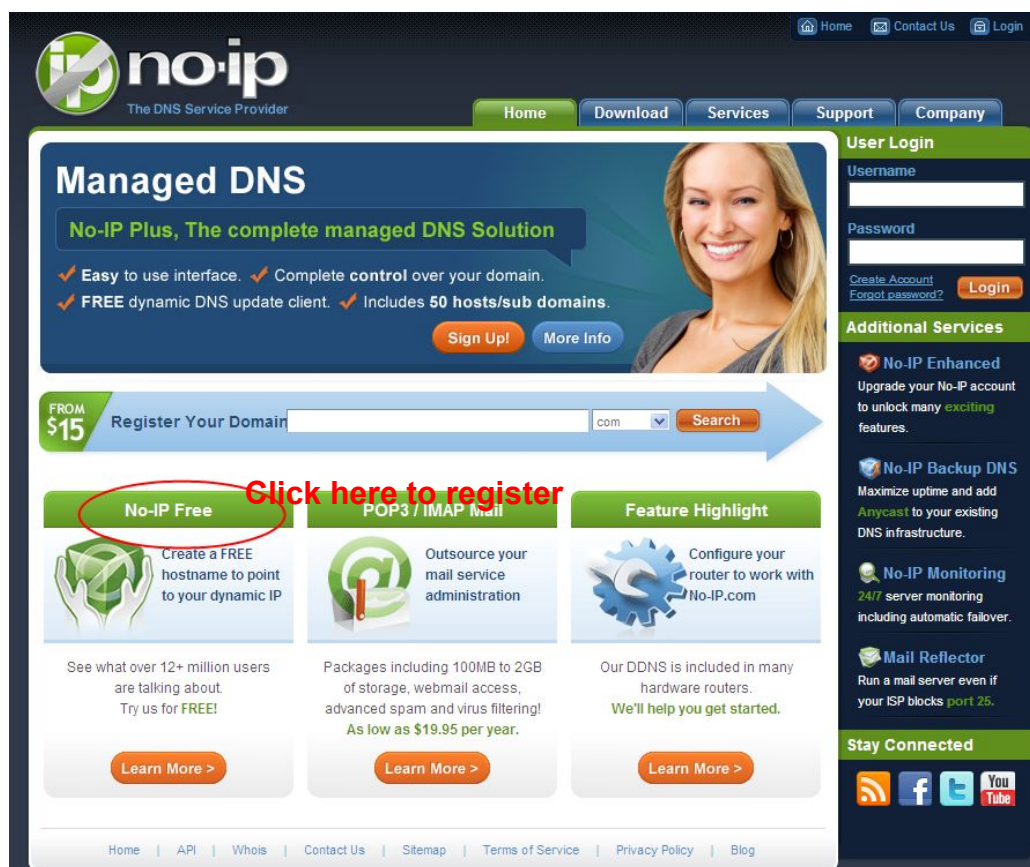 Home Contact Us Login
ip no·ip
The DNS Service Provider
Home Download Services Support Company
Managed DNS
No-IP Plus, The complete managed DNS Solution
Easy to use interface. Complete control over your domain.
FREE dynamic DNS update client. Includes 50 hosts/sub domains.
Sign Up! More Info
FROM
$15
Register Your Domain
com
Search
Click here to register
No-IP Free
Create a FREE
hostname to point
to your dynamic IP
See what over 12+ million users
are talking about.
Try us for FREE!
Learn More >
POP3 / IMAP Mail
Outsource your
mail service
administration
Packages including 100MB to 2GB
of storage, webmail access,
advanced spam and virus filtering!
As low as $19.95 per year.
Learn More >
Feature Highlight
Configure your
router to work with
No-IP.com
Our DDNS is included in many
hardware routers.
We'll help you get started.
Learn More >
User Login
Username
Password
Create Account
Forgot password?
Login
Additional Services
No-IP Enhanced
Upgrade your No-IP account
to unlock many exciting
features.
No-IP Backup DNS
Maximize uptime and add
Anycast to your existing
DNS infrastructure.
No-IP Monitoring
24/7 server monitoring
including automatic failover.
Mail Reflector
Run a mail server even if
your ISP blocks port 25.
Stay Connected
You
Tube
Home | API | Whois | Contact Us | Sitemap | Terms of Service | Privacy Policy | Blog